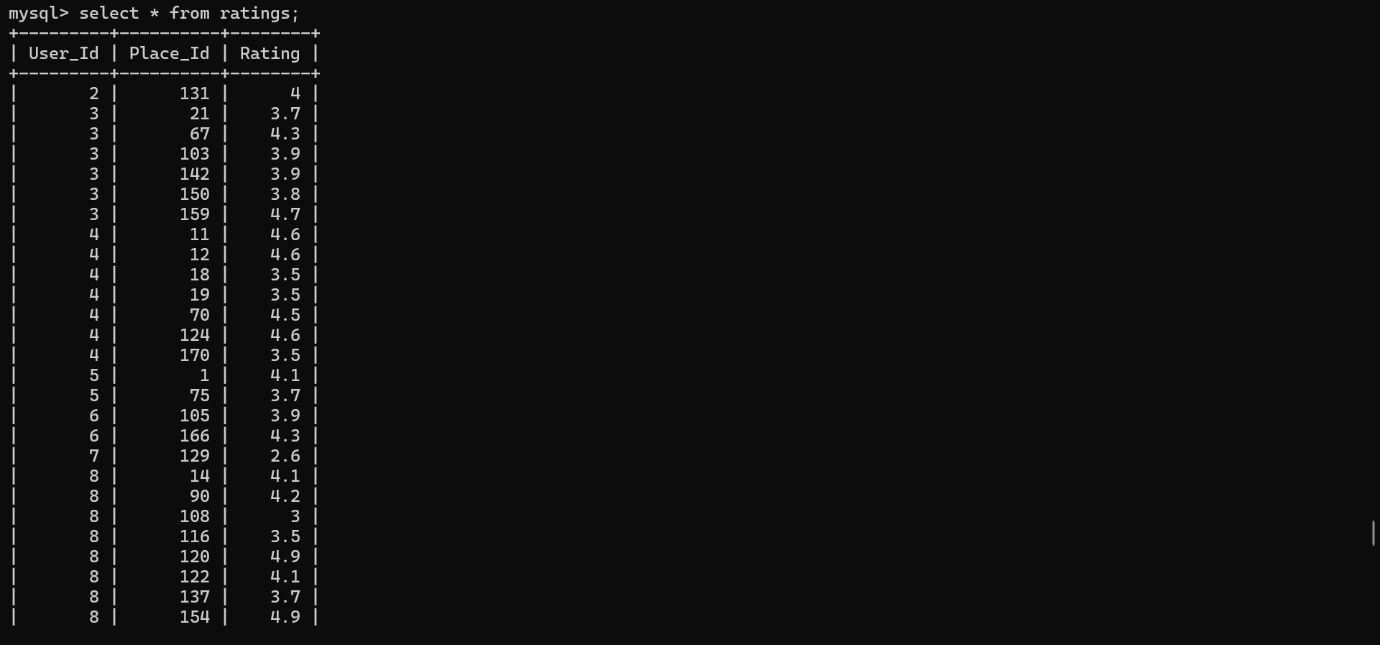 mysql> select * from ratings;
+---------+----------+--------+
| User_Id | Place_Id | Rating |
+---------+----------+--------+
|       2 |      131 |      4 |
|       3 |       21 |    3.7 |
|       3 |       67 |    4.3 |
|       3 |      103 |    3.9 |
|       3 |      142 |    3.9 |
|       3 |      150 |    3.8 |
|       3 |      159 |    4.7 |
|       4 |       11 |    4.6 |
|       4 |       12 |    4.6 |
|       4 |       18 |    3.5 |
|       4 |       19 |    3.5 |
|       4 |       70 |    4.5 |
|       4 |      124 |    4.6 |
|       4 |      170 |    3.5 |
|       5 |        1 |    4.1 |
|       5 |       75 |    3.7 |
|       6 |      105 |    3.9 |
|       6 |      166 |    4.3 |
|       7 |      129 |    2.6 |
|       8 |       14 |    4.1 |
|       8 |       90 |    4.2 |
|       8 |      108 |      3 |
|       8 |      116 |    3.5 |
|       8 |      120 |    4.9 |
|       8 |      122 |    4.1 |
|       8 |      137 |    3.7 |
|       8 |      154 |    4.9 |